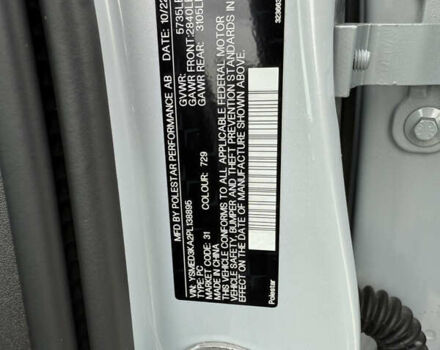 MFD BY POLESTAR PERFORMANCE AB DATE: 10/22
GVWR: 5735LB
GAWR FRONT: 2840LB
GAWR REAR: 3105LB
VIN: YSMED3KA2PL138895
TYPE: PC COLOUR: 729
MARKET CODE: 31
MADE IN CHINA
THIS VEHICLE CONFORMS TO ALL APPLICABLE FEDERAL MOTOR
VEHICLE SAFETY, BUMPER AND THEFT PREVENTION STANDARDS IN
EFFECT ON THE DATE OF MANUFACTURE SHOWN ABOVE.
Polestar